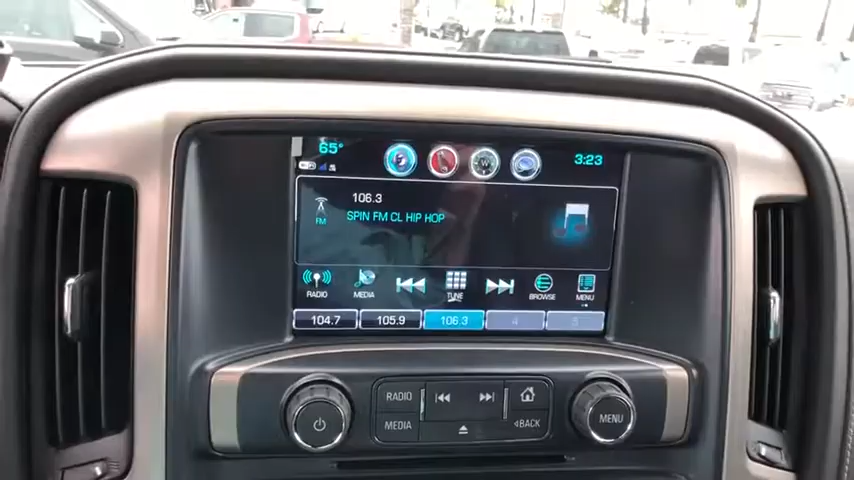 65°
3:23
106.3
SPIN FM CL HIP HOP
FM
RADIO
MEDIA
TUNE
BROWSE
MENU
104.7
105.9
106.3
4
5
RADIO
MEDIA
BACK
MENU